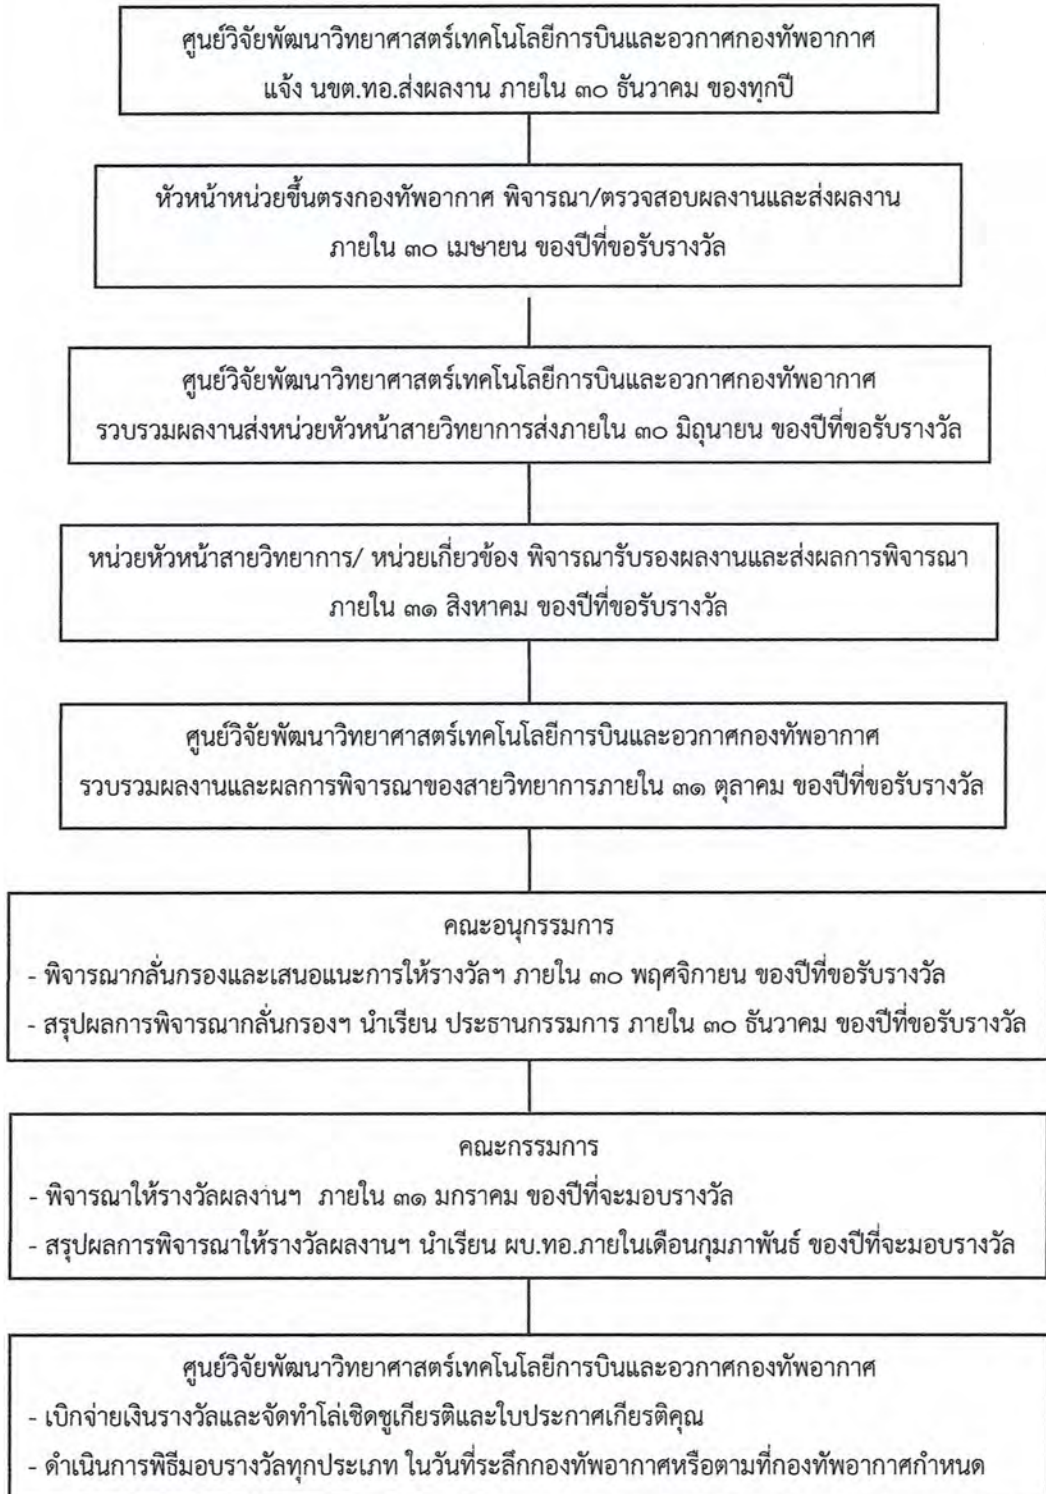 ศูนย์วิจัยพัฒนาวิทยาศาสตร์เทคโนโลยีการบินและอวกาศกองทัพอากาศ
แจ้ง นขต.ทอ.ส่งผลงาน ภายใน ๓๐ ธันวาคม ของทุกปี
หัวหน้าหน่วยขึ้นตรงกองทัพอากาศ พิจารณา/ตรวจสอบผลงานและส่งผลงาน
ภายใน ๓๐ เมษายน ของปีที่ขอรับรางวัล
ศูนย์วิจัยพัฒนาวิทยาศาสตร์เทคโนโลยีการบินและอวกาศกองทัพอากาศ
รวบรวมผลงานส่งหน่วยหัวหน้าสายวิทยาการส่งภายใน ๓๐ มิถุนายน ของปีที่ขอรับรางวัล
หน่วยหัวหน้าสายวิทยาการ/ หน่วยเกี่ยวข้อง พิจารณารับรองผลงานและส่งผลการพิจารณา
ภายใน ๓๑ สิงหาคม ของปีที่ขอรับรางวัล
ศูนย์วิจัยพัฒนาวิทยาศาสตร์เทคโนโลยีการบินและอวกาศกองทัพอากาศ
รวบรวมผลงานและผลการพิจารณาของสายวิทยาการภายใน ๓๑ ตุลาคม ของปีที่ขอรับรางวัล
คณะอนุกรรมการ
- พิจารณากลั่นกรองและเสนอแนะการให้รางวัลฯ ภายใน ๓๐ พฤศจิกายน ของปีที่ขอรับรางวัล
- สรุปผลการพิจารณากลั่นกรองฯ นำเรียน ประธานกรรมการ ภายใน ๓๐ ธันวาคม ของปีที่ขอรับรางวัล
คณะกรรมการ
- พิจารณาให้รางวัลผลงานฯ ภายใน ๓๑ มกราคม ของปีที่จะมอบรางวัล
- สรุปผลการพิจารณาให้รางวัลผลงานฯ นำเรียน ผบ.ทอ.ภายในเดือนกุมภาพันธ์ ของปีที่จะมอบรางวัล
ศูนย์วิจัยพัฒนาวิทยาศาสตร์เทคโนโลยีการบินและอวกาศกองทัพอากาศ
- เบิกจ่ายเงินรางวัลและจัดทำโล่เชิดชูเกียรติและใบประกาศเกียรติคุณ
- ดำเนินการพิธีมอบรางวัลทุกประเภท ในวันที่ระลึกกองทัพอากาศหรือตามที่กองทัพอากาศกำหนด